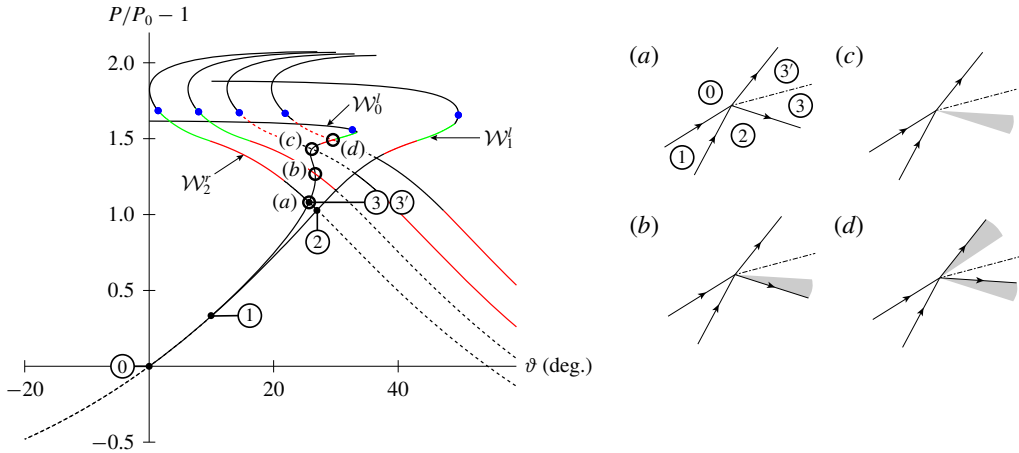 P/P₀ − 1
2.0
1.5
1.0
0.5
−0.5
−20
20
40
ϑ (deg.)
𝒲₀ˡ
𝒲₁ˡ
𝒲₂ʳ
(c)
(d)
(b)
(a)
3
3′
2
1
0
(a)
0
3′
3
2
1
(c)
(b)
(d)